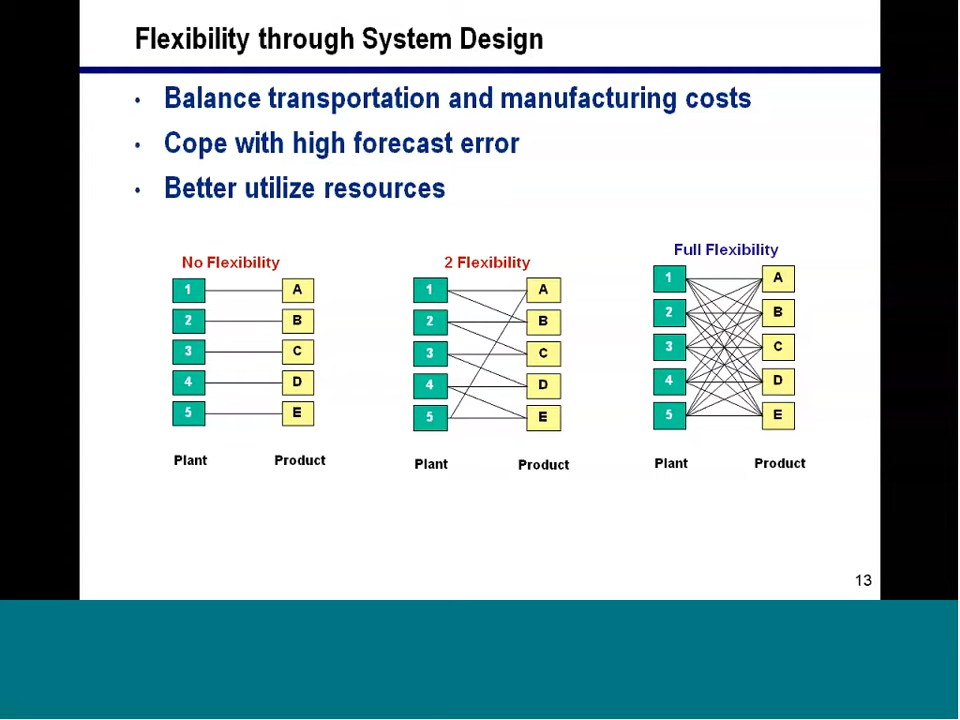 Flexibility through System Design
• Balance transportation and manufacturing costs
• Cope with high forecast error
• Better utilize resources
No Flexibility
1 A
2 B
3 C
4 D
5 E
Plant Product
2 Flexibility
1 A
2 B
3 C
4 D
5 E
Plant Product
Full Flexibility
1 A
2 B
3 C
4 D
5 E
Plant Product
13